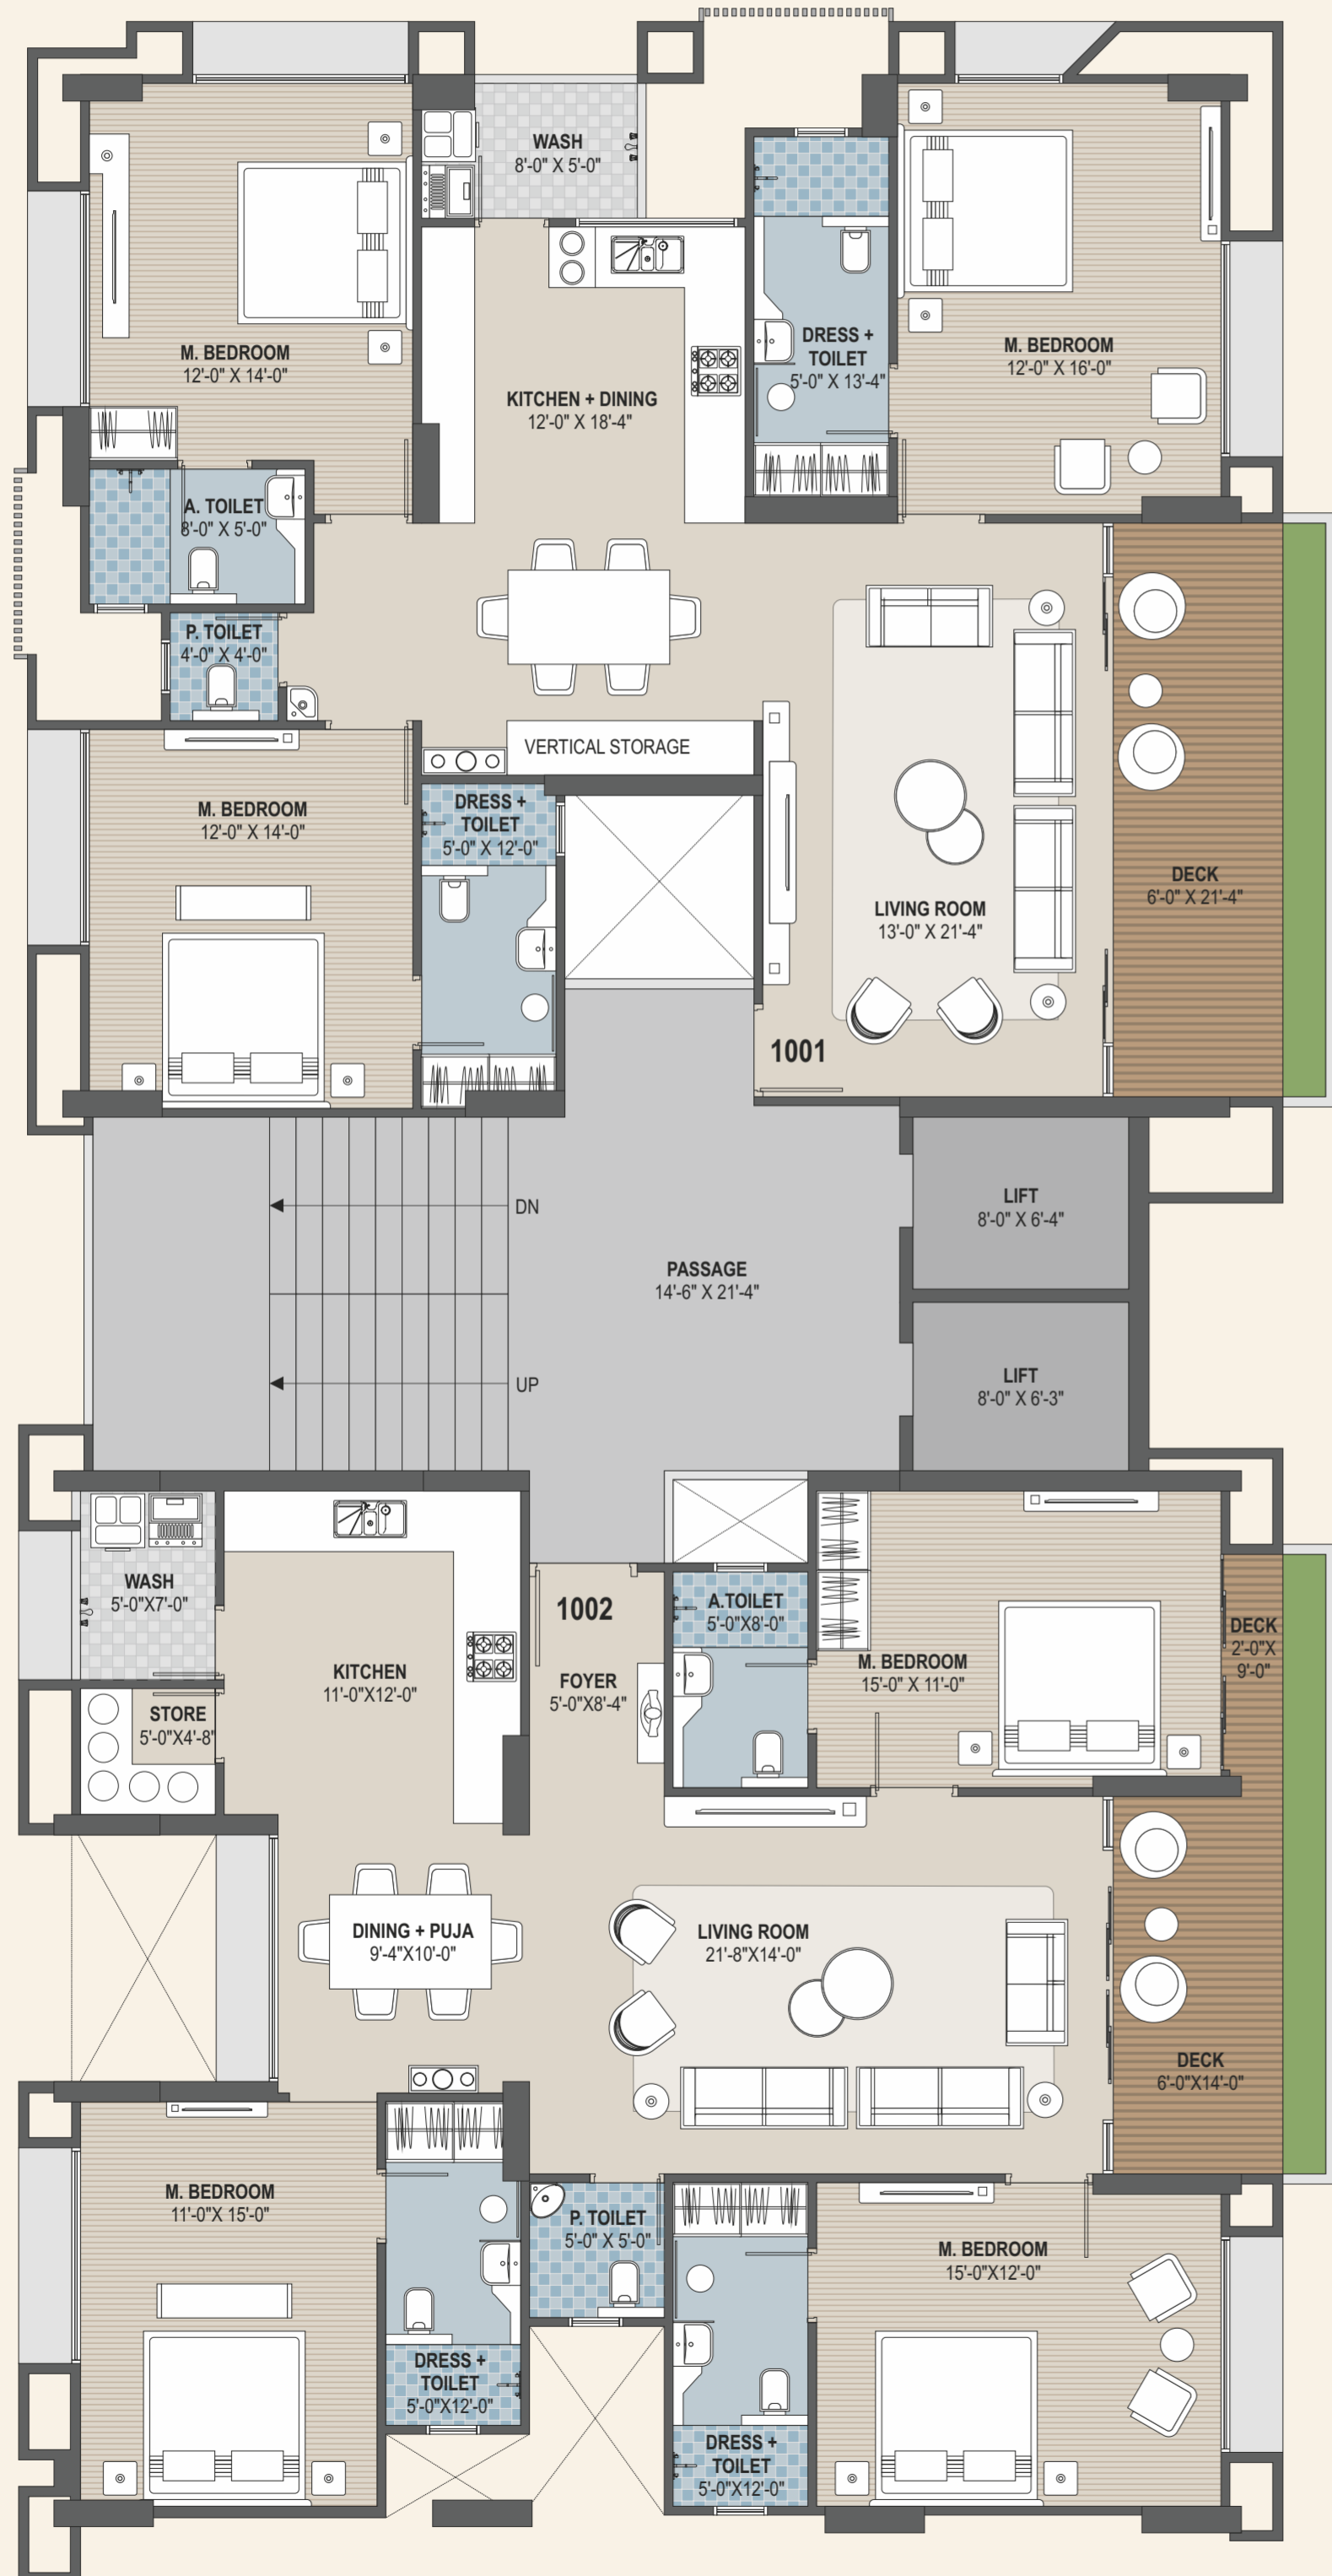 WASH
8'-0" X 5'-0"
M. BEDROOM
12'-0" X 14'-0"
KITCHEN + DINING
12'-0" X 18'-4"
DRESS +
TOILET
5'-0" X 13'-4"
M. BEDROOM
12'-0" X 16'-0"
A. TOILET
8'-0" X 5'-0"
P. TOILET
4'-0" X 4'-0"
VERTICAL STORAGE
M. BEDROOM
12'-0" X 14'-0"
DRESS +
TOILET
5'-0" X 12'-0"
LIVING ROOM
13'-0" X 21'-4"
DECK
6'-0" X 21'-4"
1001
DN
UP
PASSAGE
14'-6" X 21'-4"
LIFT
8'-0" X 6'-4"
LIFT
8'-0" X 6'-3"
WASH
5'-0"X7'-0"
STORE
5'-0"X4'-8'
KITCHEN
11'-0"X12'-0"
1002
FOYER
5'-0"X8'-4"
A.TOILET
5'-0"X8'-0"
M. BEDROOM
15'-0" X 11'-0"
DECK
2'-0"X
9'-0"
DINING + PUJA
9'-4"X10'-0"
LIVING ROOM
21'-8"X14'-0"
DECK
6'-0"X14'-0"
M. BEDROOM
11'-0"X 15'-0"
DRESS +
TOILET
5'-0"X12'-0"
P. TOILET
5'-0" X 5'-0"
DRESS +
TOILET
5'-0"X12'-0"
M. BEDROOM
15'-0"X12'-0"